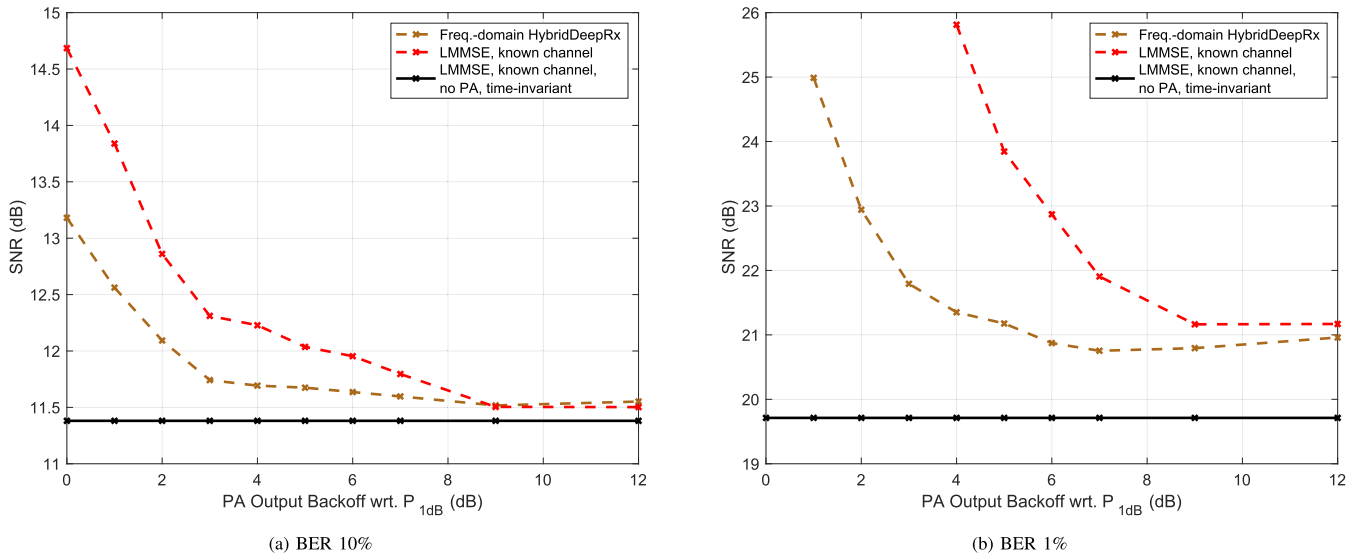 15
14.5
14
13.5
13
12.5
12
11.5
11
SNR (dB)
0 2 4 6 8 10 12
PA Output Backoff wrt. P1dB (dB)
Freq.-domain HybridDeepRx
LMMSE, known channel
LMMSE, known channel,
no PA, time-invariant
(a) BER 10%
26
25
24
23
22
21
20
19
SNR (dB)
0 2 4 6 8 10 12
PA Output Backoff wrt. P1dB (dB)
Freq.-domain HybridDeepRx
LMMSE, known channel
LMMSE, known channel,
no PA, time-invariant
(b) BER 1%